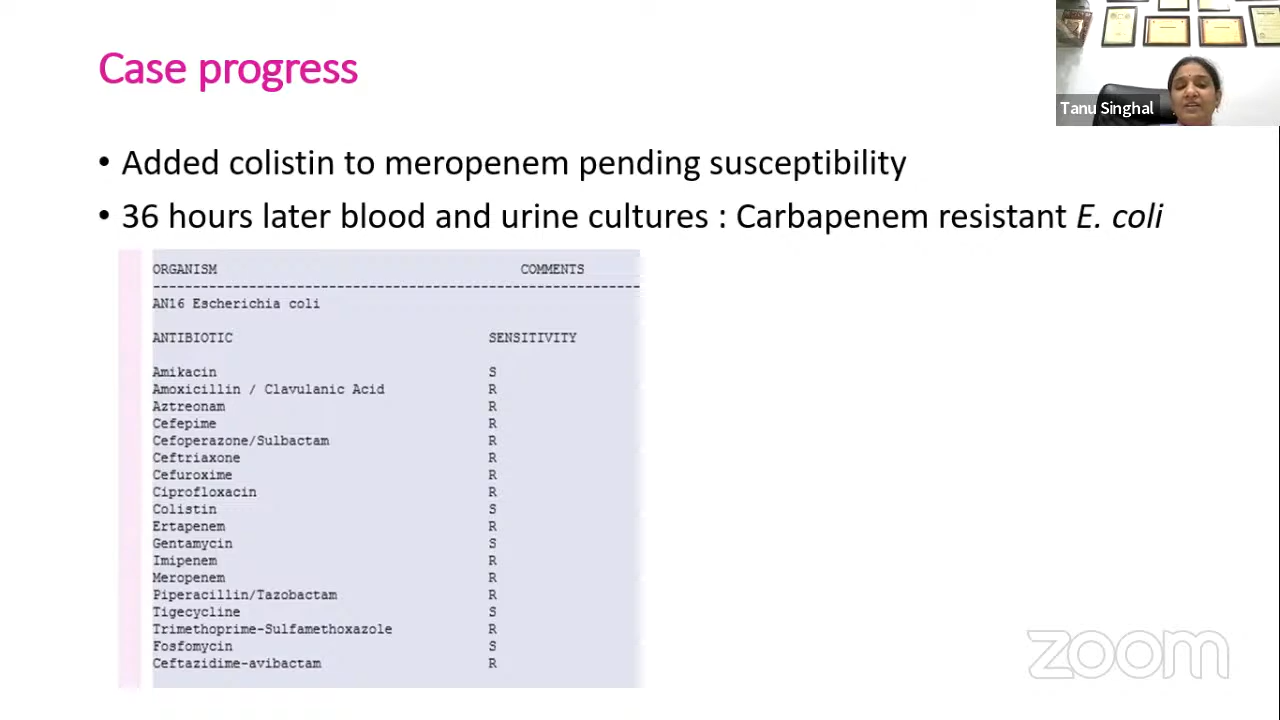 Case progress
Tanu Singhal
• Added colistin to meropenem pending susceptibility
• 36 hours later blood and urine cultures : Carbapenem resistant E. coli
ORGANISM COMMENTS
--------------------------------------------------------------
AN16 Escherichia coli
ANTIBIOTIC SENSITIVITY
Amikacin S
Amoxicillin / Clavulanic Acid R
Aztreonam R
Cefepime R
Cefoperazone/Sulbactam R
Ceftriaxone R
Cefuroxime R
Ciprofloxacin R
Colistin S
Ertapenem R
Gentamycin S
Imipenem R
Meropenem R
Piperacillin/Tazobactam R
Tigecycline S
Trimethoprime-Sulfamethoxazole R
Fosfomycin S
Ceftazidime-avibactam R
zoom